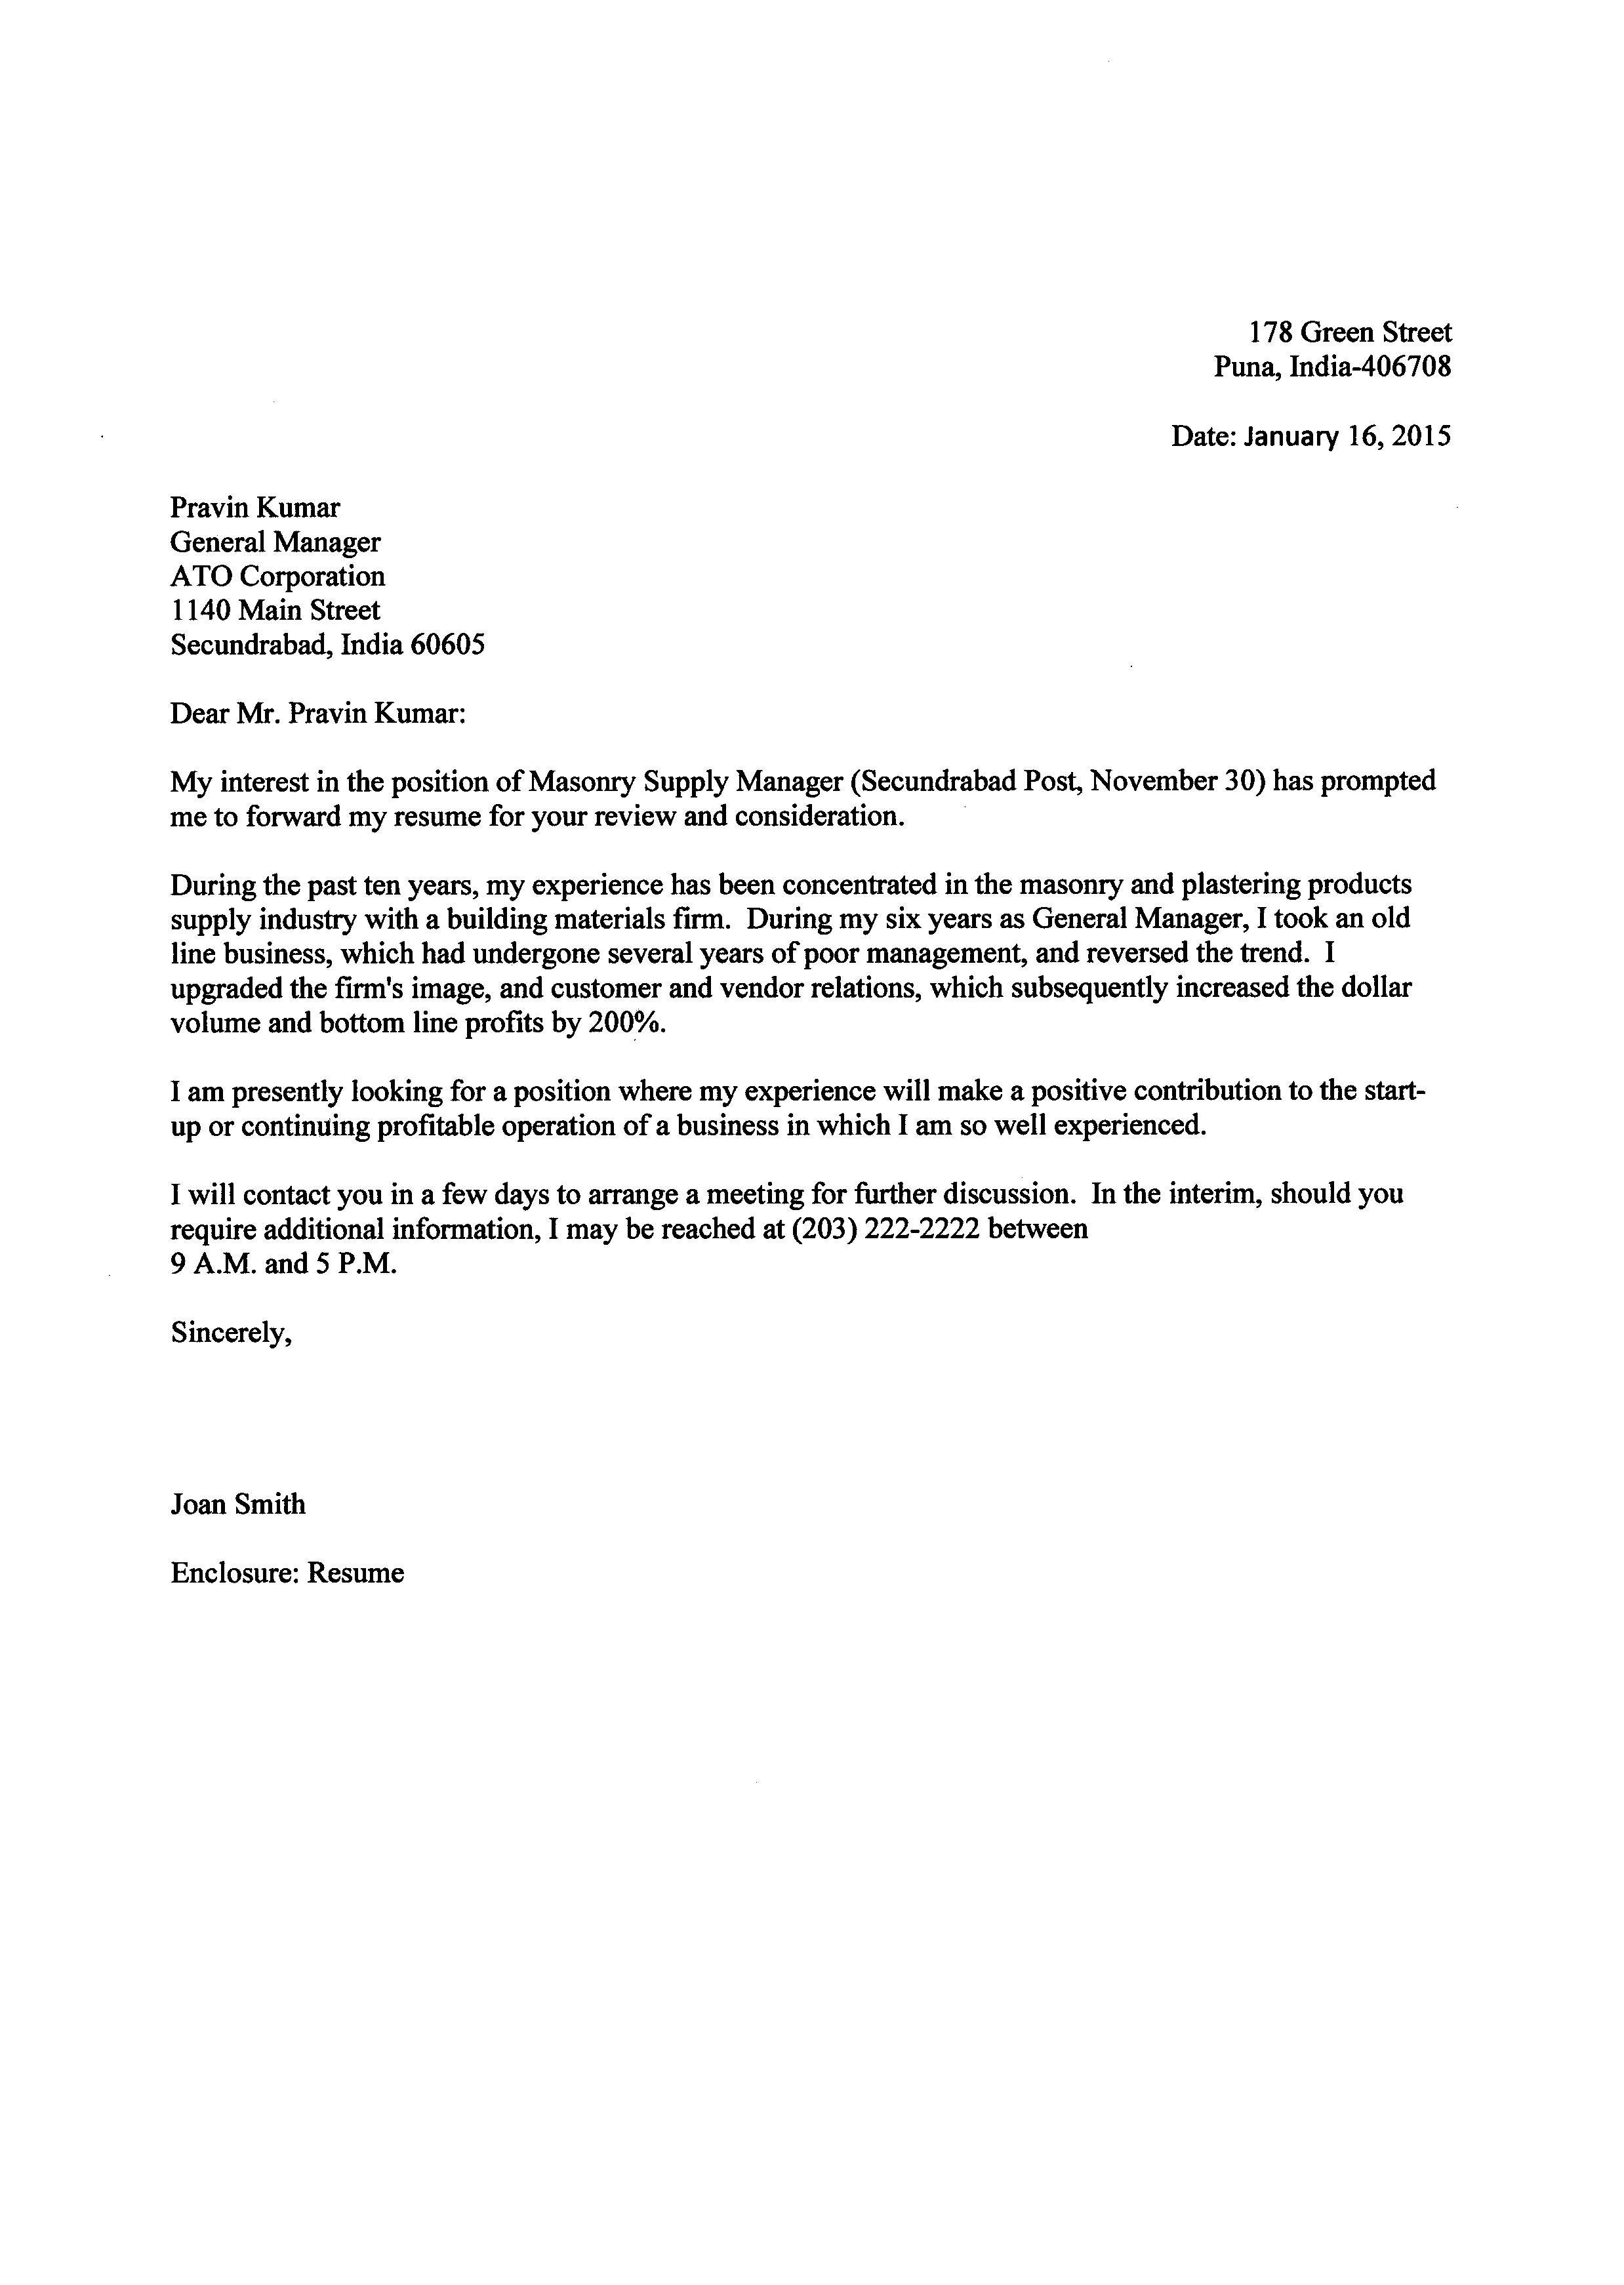 178 Green Street
Puna, India-406708
Date: January 16, 2015
Pravin Kumar
General Manager
ATO Corporation
1140 Main Street
Secundrabad, India 60605
Dear Mr. Pravin Kumar:
My interest in the position of Masonry Supply Manager (Secundrabad Post, November 30) has prompted
me to forward my resume for your review and consideration.
During the past ten years, my experience has been concentrated in the masonry and plastering products
supply industry with a building materials firm.  During my six years as General Manager, I took an old
line business, which had undergone several years of poor management, and reversed the trend.  I
upgraded the firm's image, and customer and vendor relations, which subsequently increased the dollar
volume and bottom line profits by 200%.
I am presently looking for a position where my experience will make a positive contribution to the start-
up or continuing profitable operation of a business in which I am so well experienced.
I will contact you in a few days to arrange a meeting for further discussion.  In the interim, should you
require additional information, I may be reached at (203) 222-2222 between
9 A.M. and 5 P.M.
Sincerely,
Joan Smith
Enclosure: Resume